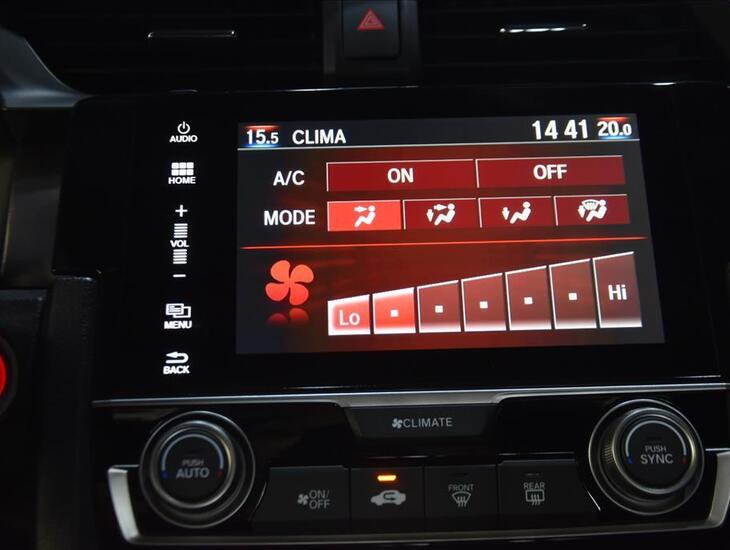 AUDIO
HOME
+
VOL
−
MENU
BACK
15.5 CLIMA 14 41 20.0
A/C ON OFF
MODE
Lo Hi
CLIMATE
PUSH
AUTO
ON/
OFF
FRONT
REAR
PUSH
SYNC